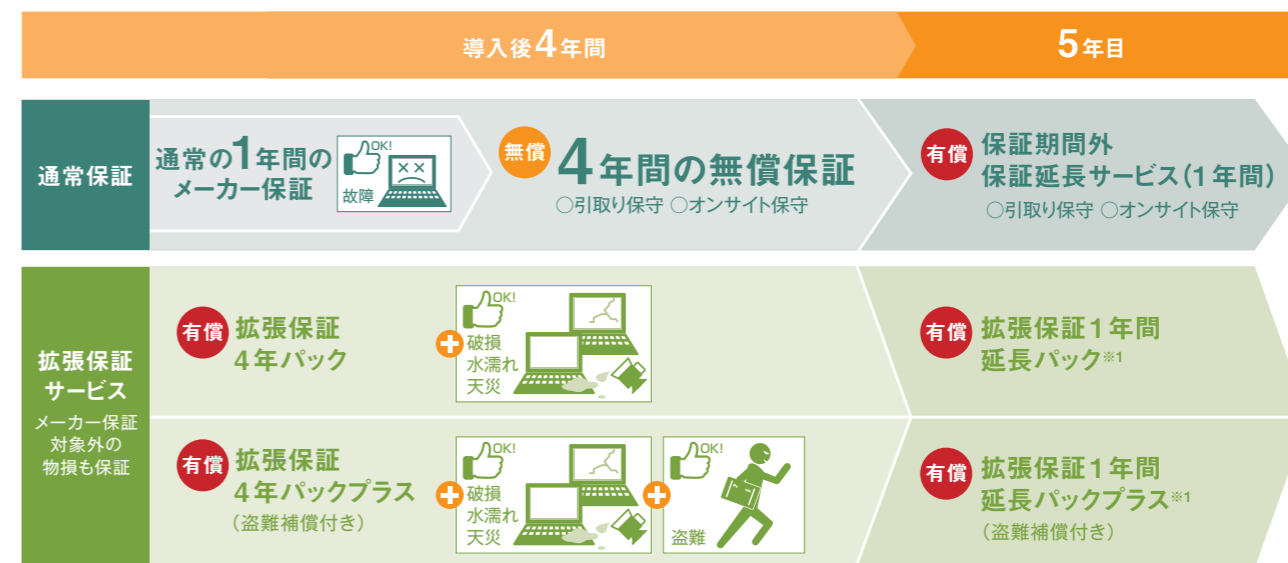 導入後4年間
5年目
通常保証
通常の1年間の
メーカー保証
OK!
故障
無償
4年間の無償保証
○引取り保守 ○オンサイト保守
有償
保証期間外
保証延長サービス(1年間)
○引取り保守 ○オンサイト保守
拡張保証
サービス
メーカー保証
対象外の
物損も保証
有償
拡張保証
4年パック
OK!
破損
水濡れ
天災
有償
拡張保証1年間
延長パック※1
有償
拡張保証
4年パックプラス
(盗難補償付き)
OK!
破損
水濡れ
天災
OK!
盗難
有償
拡張保証1年間
延長パックプラス※1
(盗難補償付き)